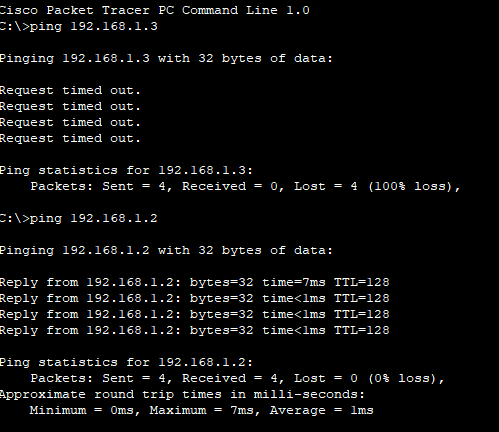 Cisco Packet Tracer PC Command Line 1.0
C:\>ping 192.168.1.3
Pinging 192.168.1.3 with 32 bytes of data:
Request timed out.
Request timed out.
Request timed out.
Request timed out.
Ping statistics for 192.168.1.3:
    Packets: Sent = 4, Received = 0, Lost = 4 (100% loss),
C:\>ping 192.168.1.2
Pinging 192.168.1.2 with 32 bytes of data:
Reply from 192.168.1.2: bytes=32 time=7ms TTL=128
Reply from 192.168.1.2: bytes=32 time<1ms TTL=128
Reply from 192.168.1.2: bytes=32 time<1ms TTL=128
Reply from 192.168.1.2: bytes=32 time<1ms TTL=128
Ping statistics for 192.168.1.2:
    Packets: Sent = 4, Received = 4, Lost = 0 (0% loss),
Approximate round trip times in milli-seconds:
    Minimum = 0ms, Maximum = 7ms, Average = 1ms